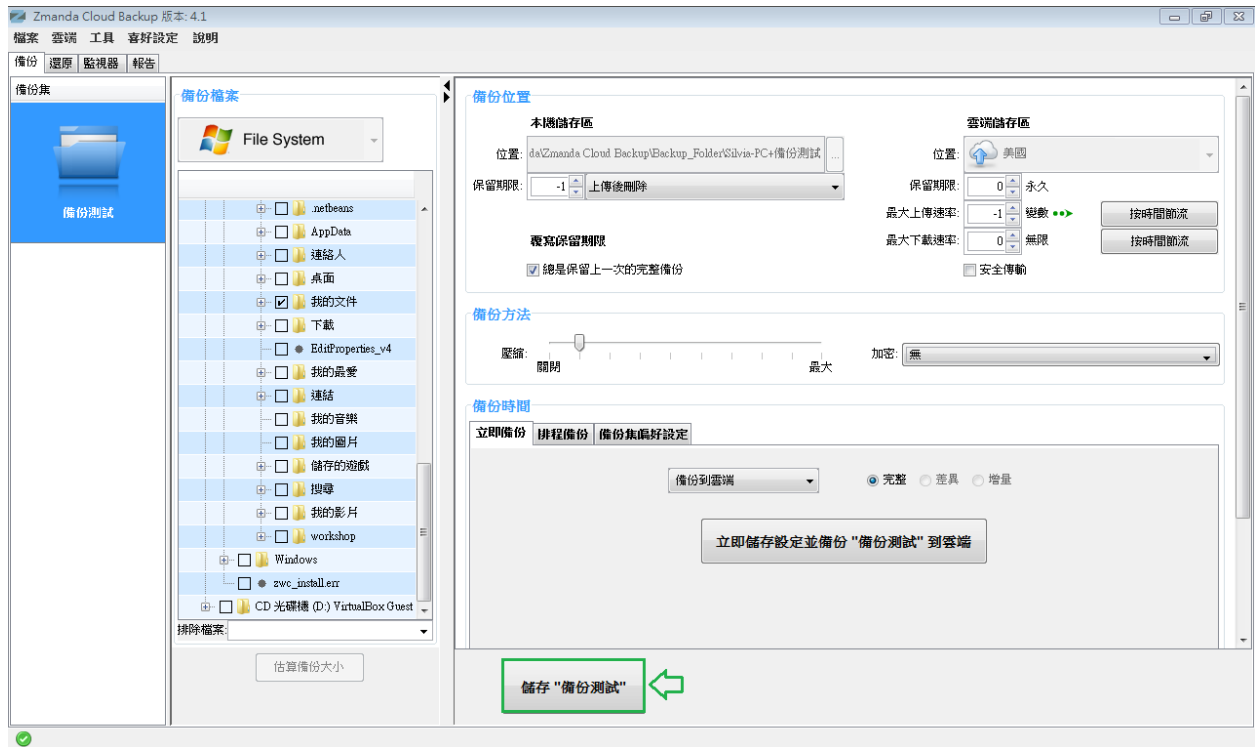 Zmanda Cloud Backup 版本: 4.1
檔案 雲端 工具 喜好設定 說明
備份 還原 監視器 報告
備份集
備份測試
備份檔案
File System
.netbeans
AppData
連絡人
桌面
我的文件
下載
EditProperties_v4
我的最愛
連結
我的音樂
我的圖片
儲存的遊戲
搜尋
我的影片
workshop
Windows
zwc_install.err
CD 光碟機 (D:) VirtualBox Guest
排除檔案:
估算備份大小
備份位置
本機儲存區
位置: da\Zmanda Cloud Backup\Backup_Folder\Silvia-PC+備份測試 ...
保留期限: -1 上傳後刪除
覆寫保留期限
總是保留上一次的完整備份
雲端儲存區
位置: 美國
保留期限: 0 永久
最大上傳速率: -1 變數 按時間節流
最大下載速率: 0 無限 按時間節流
安全傳輸
備份方法
壓縮:
關閉 最大
加密: 無
備份時間
立即備份 排程備份 備份集偏好設定
備份到雲端 完整 差異 增量
立即儲存設定並備份 "備份測試" 到雲端
儲存 "備份測試"